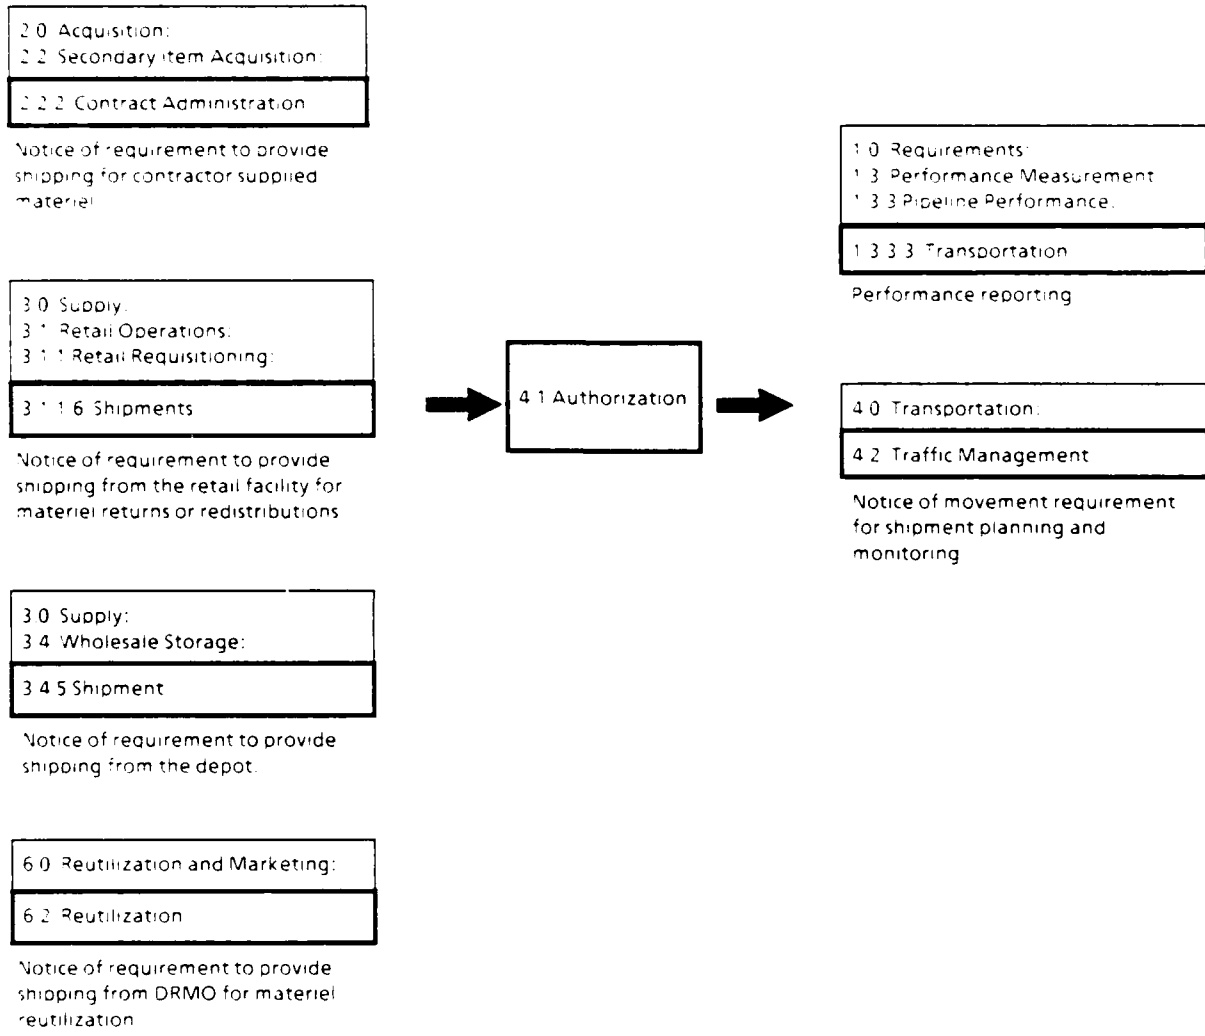 2.0 Acquisition:
2.2 Secondary Item Acquisition:
2.2.2 Contract Administration
Notice of requirement to provide
shipping for contractor supplied
materiel
3.0 Supply:
3.1 Retail Operations:
3.1.1 Retail Requisitioning:
3.1.1.6 Shipments
Notice of requirement to provide
shipping from the retail facility for
materiel returns or redistributions
3.0 Supply:
3.4 Wholesale Storage:
3.4.5 Shipment
Notice of requirement to provide
shipping from the depot.
6.0 Reutilization and Marketing:
6.2 Reutilization
Notice of requirement to provide
shipping from DRMO for materiel
reutilization
4.1 Authorization
1.0 Requirements:
1.3 Performance Measurement
1.3.3 Pipeline Performance.
1.3.3.3 Transportation
Performance reporting
4.0 Transportation:
4.2 Traffic Management
Notice of movement requirement
for shipment planning and
monitoring